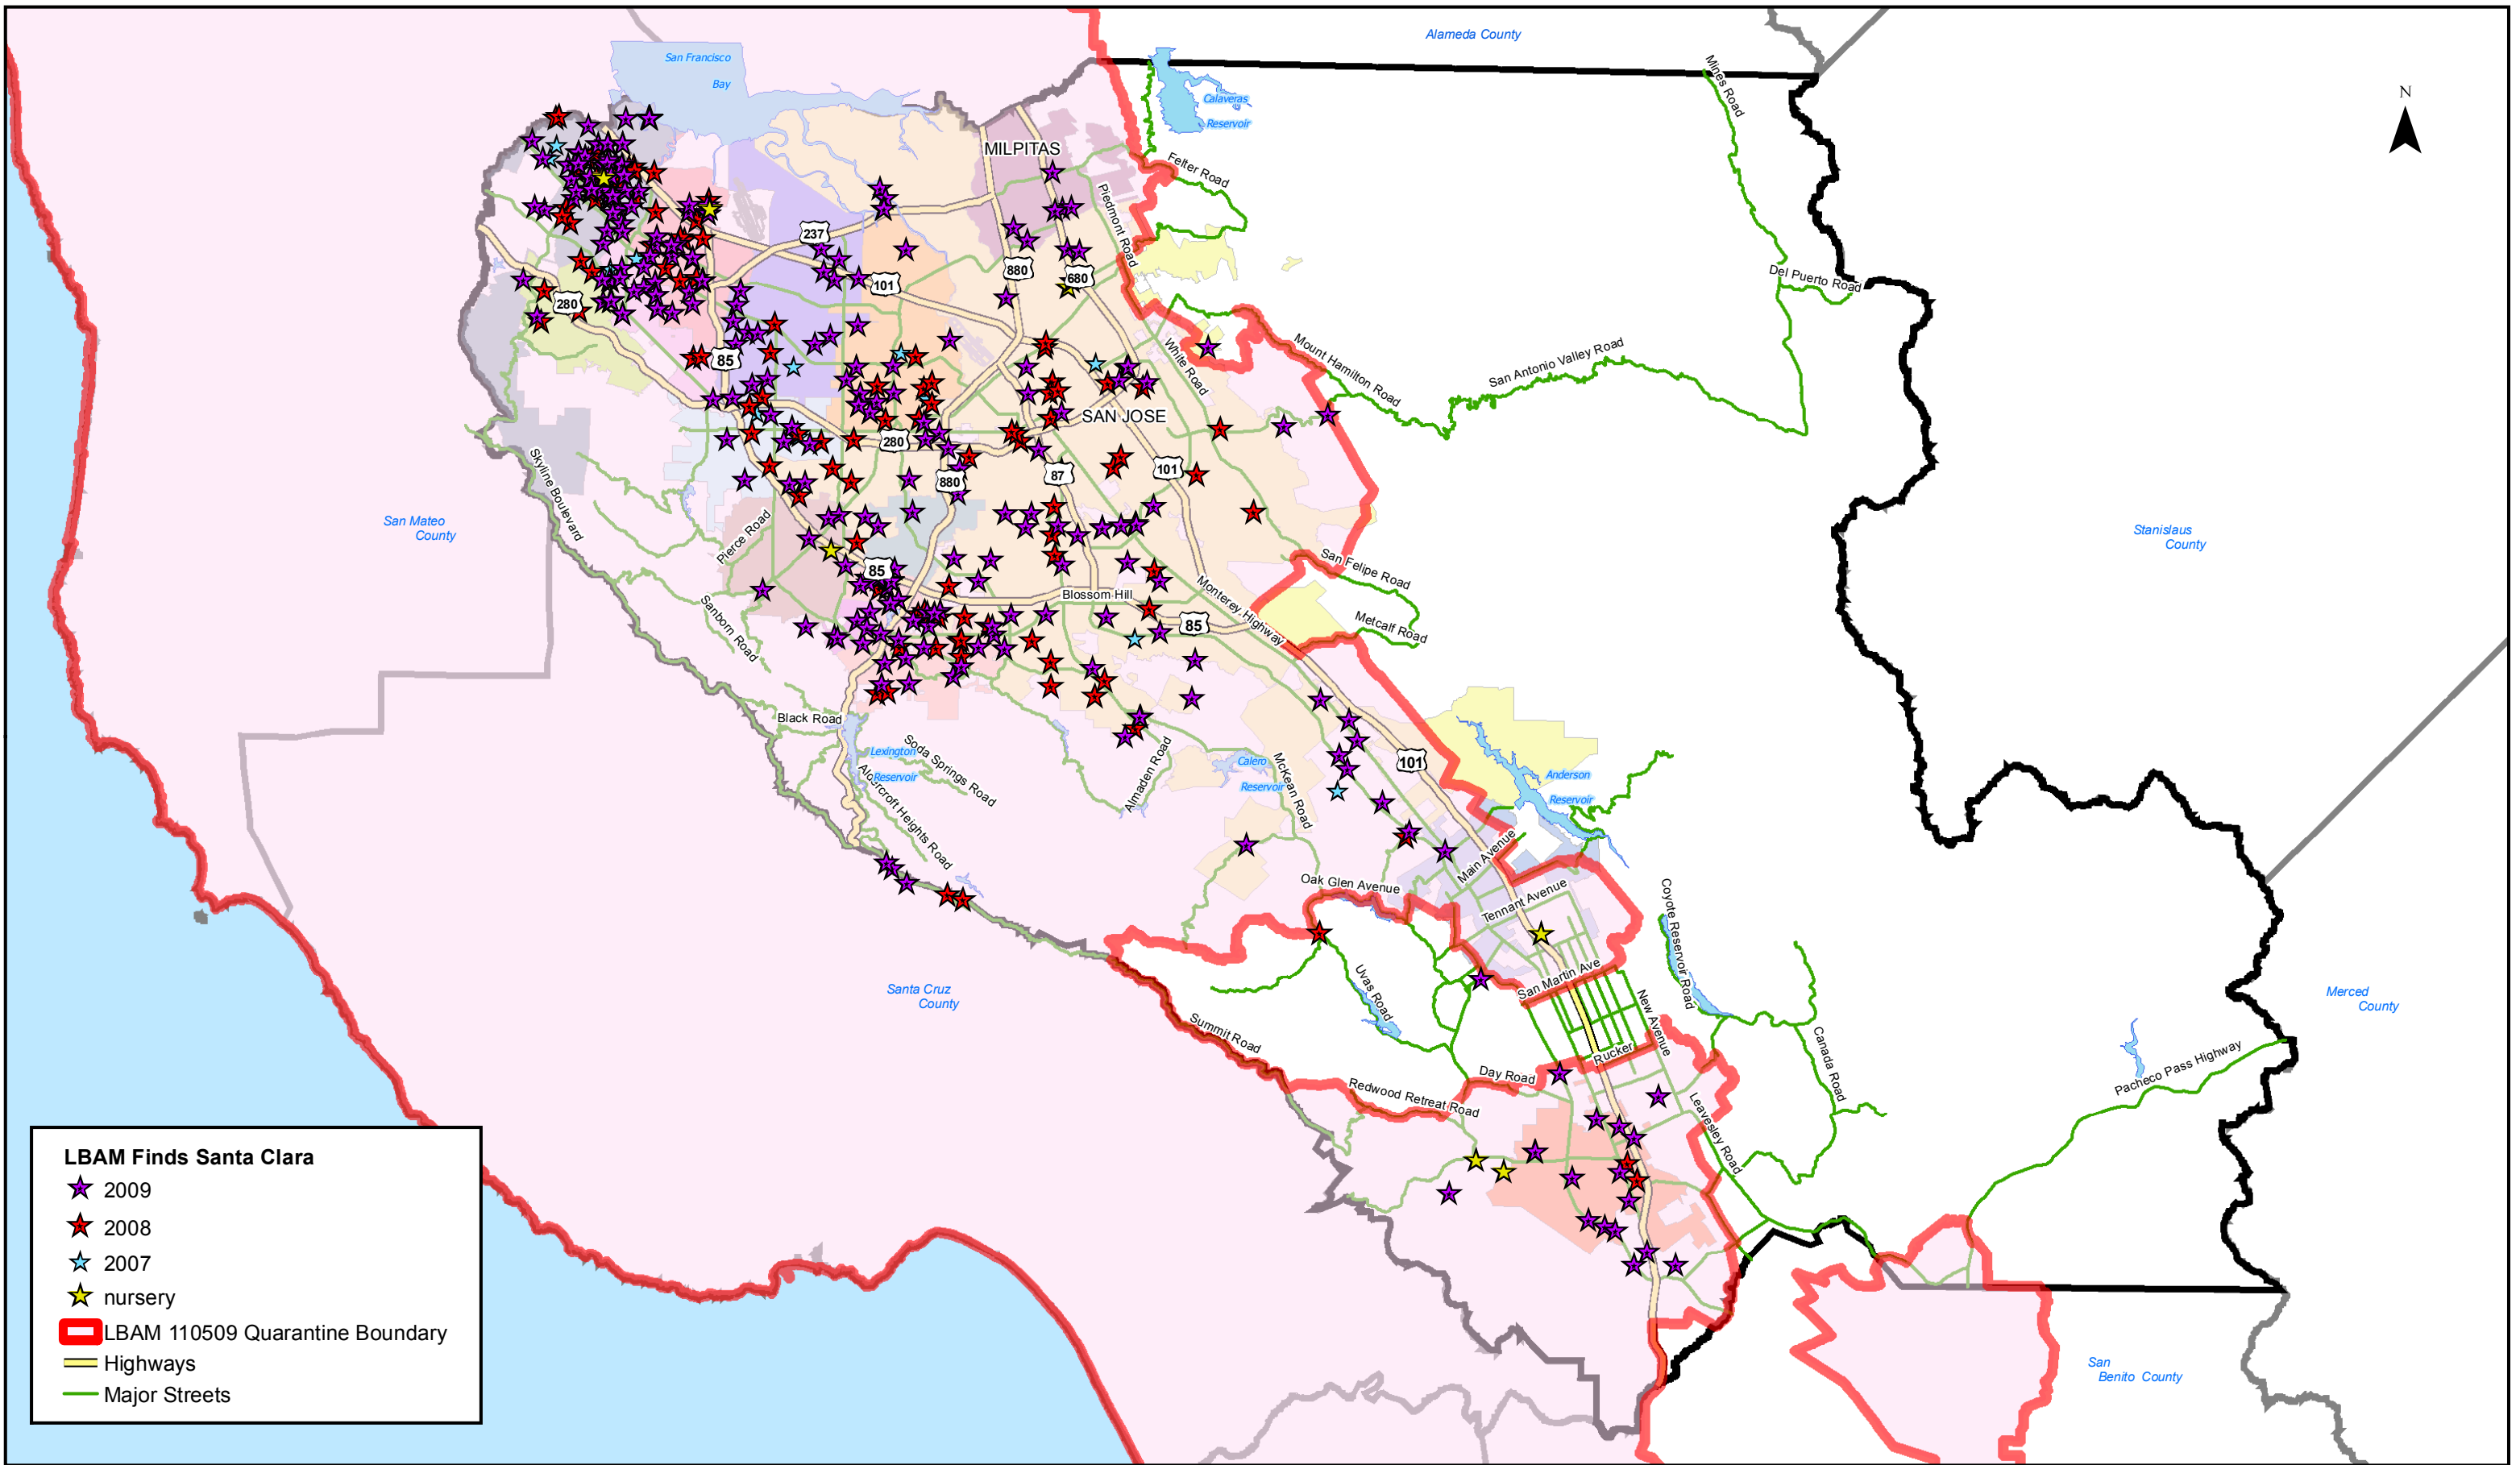 Alameda County
San Francisco
Bay
Calaveras
Reservoir
Mines Road
N
MILPITAS
Felter Road
Piedmont Road
237
880
680
101
280
Del Puerto Road
Mount Hamilton Road
San Antonio Valley Road
White Road
85
SAN JOSE
280
880
87
101
Skyline Boulevard
San Mateo
County
Pierce Road
Stanislaus
County
85
San Felipe Road
Blossom Hill
Monterey Highway
85
Metcalf Road
Sanborn Road
Black Road
Lexington
Reservoir
Soda Springs Road
Aldercroft Heights Road
Almaden Road
Calero
Reservoir
McKean Road
101
Anderson
Reservoir
Main Avenue
Oak Glen Avenue
Tennant Avenue
Coyote Reservoir Road
Santa Cruz
County
Uvas Road
San Martin Ave
New Avenue
Merced
County
Summit Road
Rucker
Day Road
Redwood Retreat Road
Canada Road
Pacheco Pass Highway
Leavesley Road
San
Benito County
LBAM Finds Santa Clara
2009
2008
2007
nursery
LBAM 110509 Quarantine Boundary
Highways
Major Streets